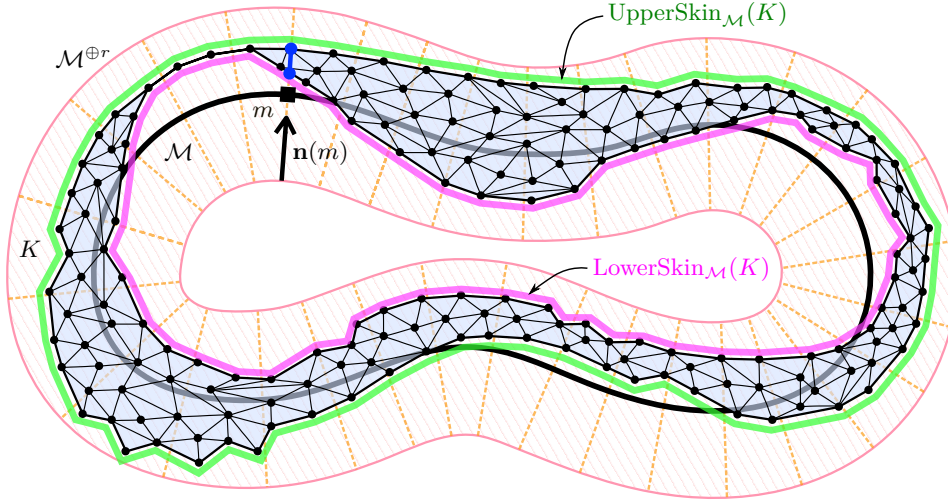 UpperSkin_ℳ(K)
ℳ^⊕r
m
ℳ
𝐧(m)
K
LowerSkin_ℳ(K)